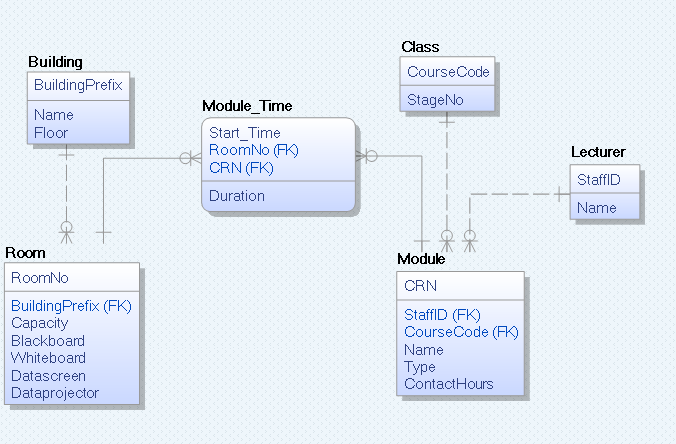 Building
BuildingPrefix
Name
Floor
Module_Time
Start_Time
RoomNo (FK)
CRN (FK)
Duration
Class
CourseCode
StageNo
Lecturer
StaffID
Name
Room
RoomNo
BuildingPrefix (FK)
Capacity
Blackboard
Whiteboard
Datascreen
Dataprojector
Module
CRN
StaffID (FK)
CourseCode (FK)
Name
Type
ContactHours